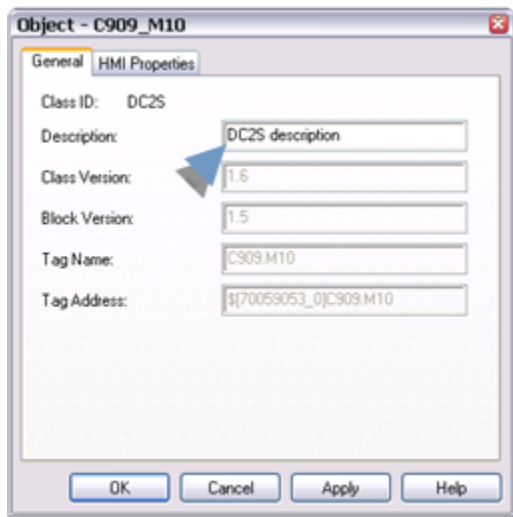 Object - C909_M10
General HMI Properties
Class ID: DC2S
Description: DC2S description
Class Version: 1.6
Block Version: 1.5
Tag Name: C909.M10
Tag Address: $[70059053_0]C909.M10
OK Cancel Apply Help